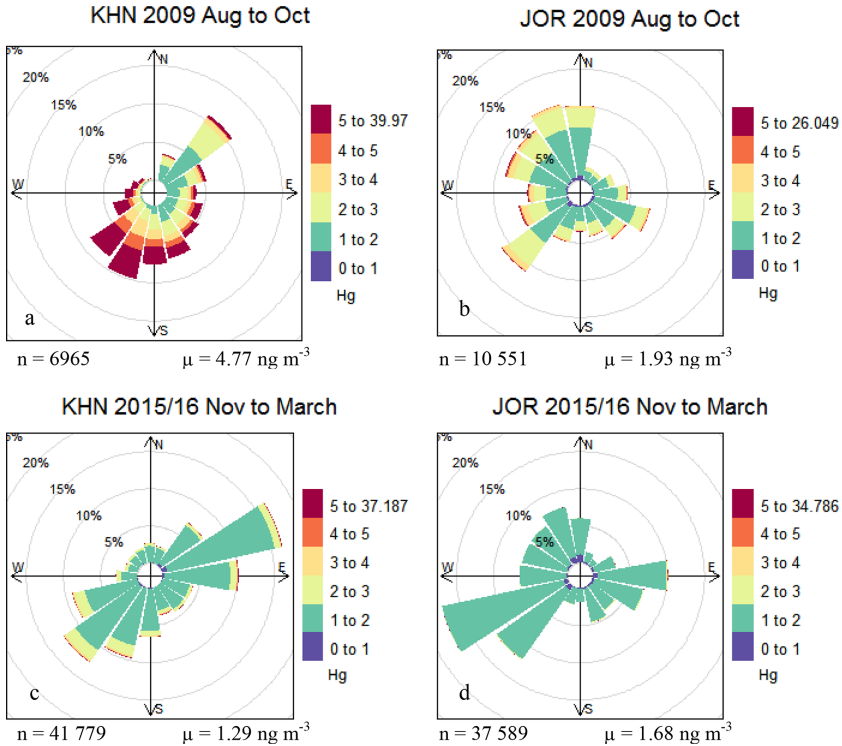 KHN 2009 Aug to Oct
5%
20%
15%
10%
5%
N
W
E
S
5 to 39.97
4 to 5
3 to 4
2 to 3
1 to 2
0 to 1
Hg
a
n = 6965
µ = 4.77 ng m-3
JOR 2009 Aug to Oct
5%
20%
15%
10%
5%
N
W
E
S
5 to 26.049
4 to 5
3 to 4
2 to 3
1 to 2
0 to 1
Hg
b
n = 10 551
µ = 1.93 ng m-3
KHN 2015/16 Nov to March
5%
20%
15%
10%
5%
N
W
E
S
5 to 37.187
4 to 5
3 to 4
2 to 3
1 to 2
0 to 1
Hg
c
n = 41 779
µ = 1.29 ng m-3
JOR 2015/16 Nov to March
5%
20%
15%
10%
5%
N
W
E
S
5 to 34.786
4 to 5
3 to 4
2 to 3
1 to 2
0 to 1
Hg
d
n = 37 589
µ = 1.68 ng m-3